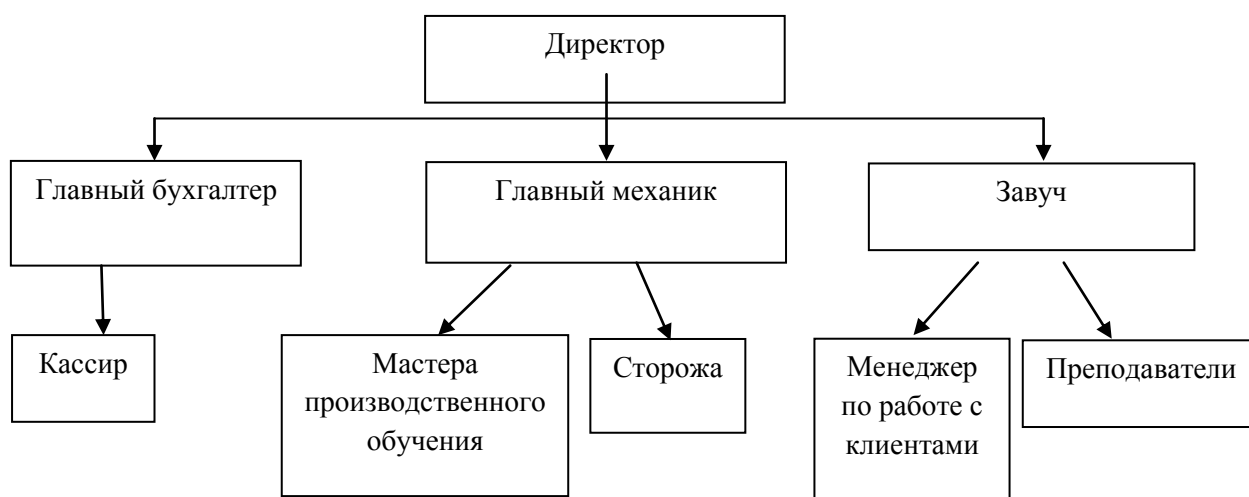 Директор
Главный бухгалтер
Главный механик
Завуч
Кассир
Мастера
производственного
обучения
Сторожа
Менеджер
по работе с
клиентами
Преподаватели